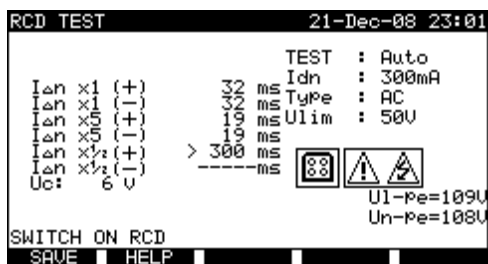 RCD TEST 21-Dec-08 23:01
TEST : Auto
Idn : 300mA
Type : AC
Ulim : 50V
IΔn x1 (+) 32 ms
IΔn x1 (−) 32 ms
IΔn x5 (+) 19 ms
IΔn x5 (−) 19 ms
IΔn x½ (+) > 300 ms
IΔn x½ (−) -----ms
Uc: 6 V
Ul-pe=109V
Un-pe=108V
SWITCH ON RCD
SAVE HELP